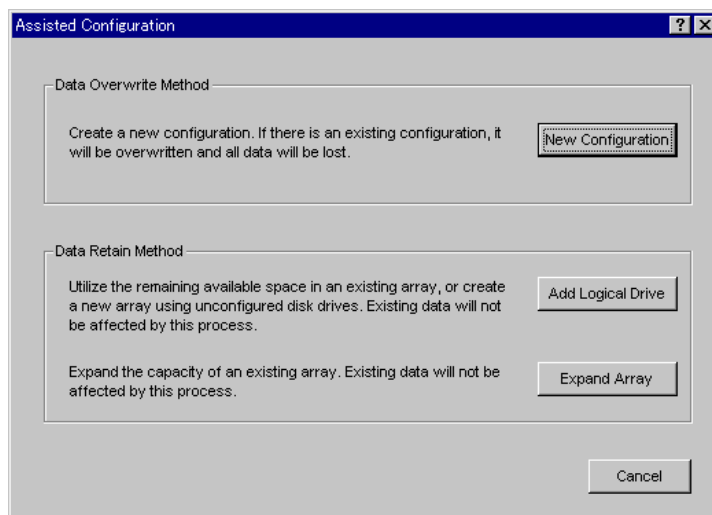 Assisted Configuration
Data Overwrite Method
Create a new configuration. If there is an existing configuration, it
will be overwritten and all data will be lost.
New Configuration
Data Retain Method
Utilize the remaining available space in an existing array, or create
a new array using unconfigured disk drives. Existing data will not
be affected by this process.
Add Logical Drive
Expand the capacity of an existing array. Existing data will not be
affected by this process.
Expand Array
Cancel